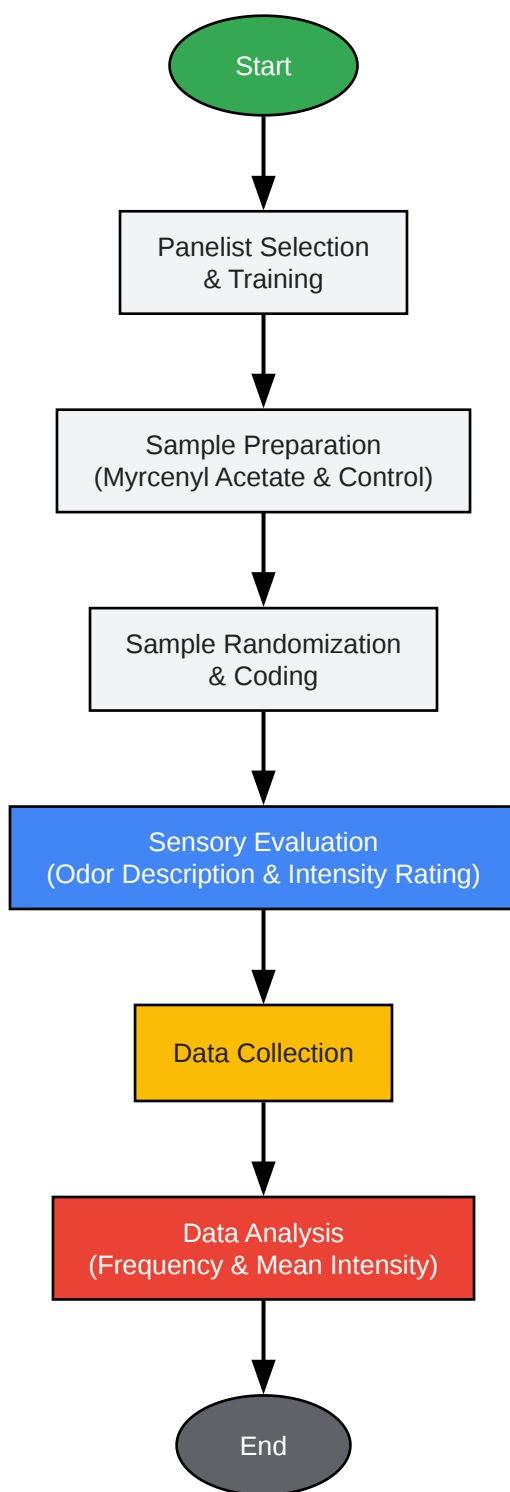 Start
Panelist Selection
& Training
Sample Preparation
(Myrcenyl Acetate & Control)
Sample Randomization
& Coding
Sensory Evaluation
(Odor Description & Intensity Rating)
Data Collection
Data Analysis
(Frequency & Mean Intensity)
End